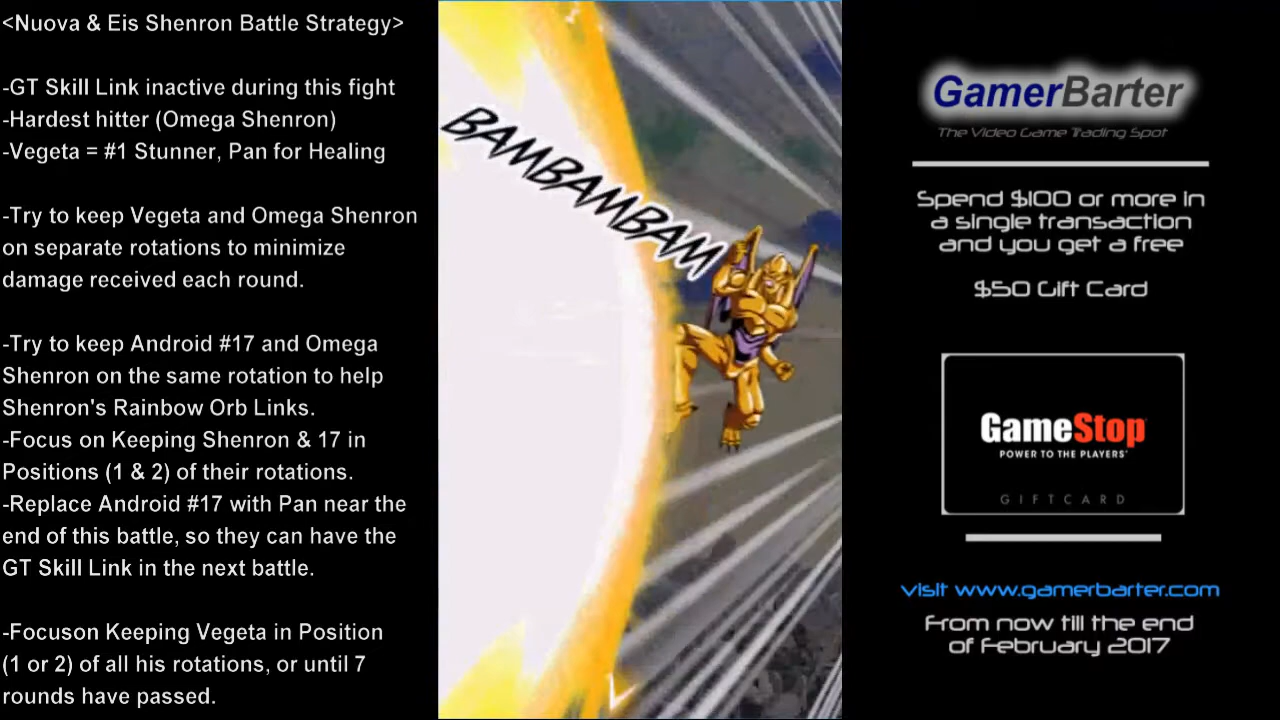 <Nuova & Eis Shenron Battle Strategy>
-GT Skill Link inactive during this fight
-Hardest hitter (Omega Shenron)
-Vegeta = #1 Stunner, Pan for Healing
-Try to keep Vegeta and Omega Shenron
on separate rotations to minimize
damage received each round.
-Try to keep Android #17 and Omega
Shenron on the same rotation to help
Shenron's Rainbow Orb Links.
-Focus on Keeping Shenron & 17 in
Positions (1 & 2) of their rotations.
-Replace Android #17 with Pan near the
end of this battle, so they can have the
GT Skill Link in the next battle.
-Focuson Keeping Vegeta in Position
(1 or 2) of all his rotations, or until 7
rounds have passed.
BAMBAMBAMBAM
GamerBarter
The Video Game Trading Spot
Spend $100 or more in
a single transaction
and you get a free
$50 Gift Card
GameStop
POWER TO THE PLAYERS'
GIFTCARD
visit www.gamerbarter.com
From now till the end
of February 2017